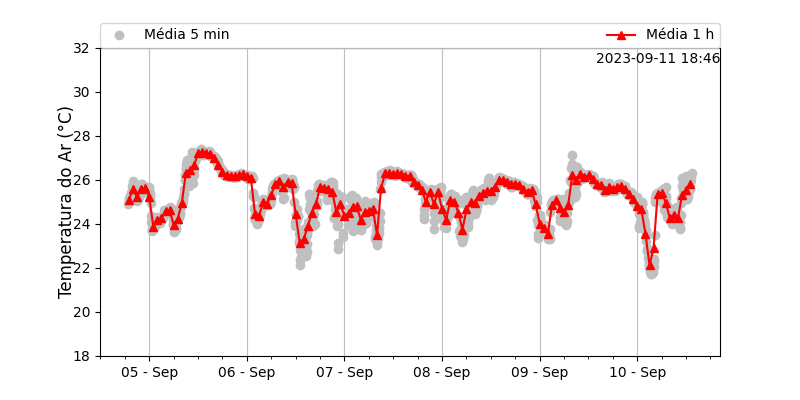 Média 5 min
Média 1 h
2023-09-11 18:46
Temperatura do Ar (°C)
32
30
28
26
24
22
20
18
05 - Sep
06 - Sep
07 - Sep
08 - Sep
09 - Sep
10 - Sep